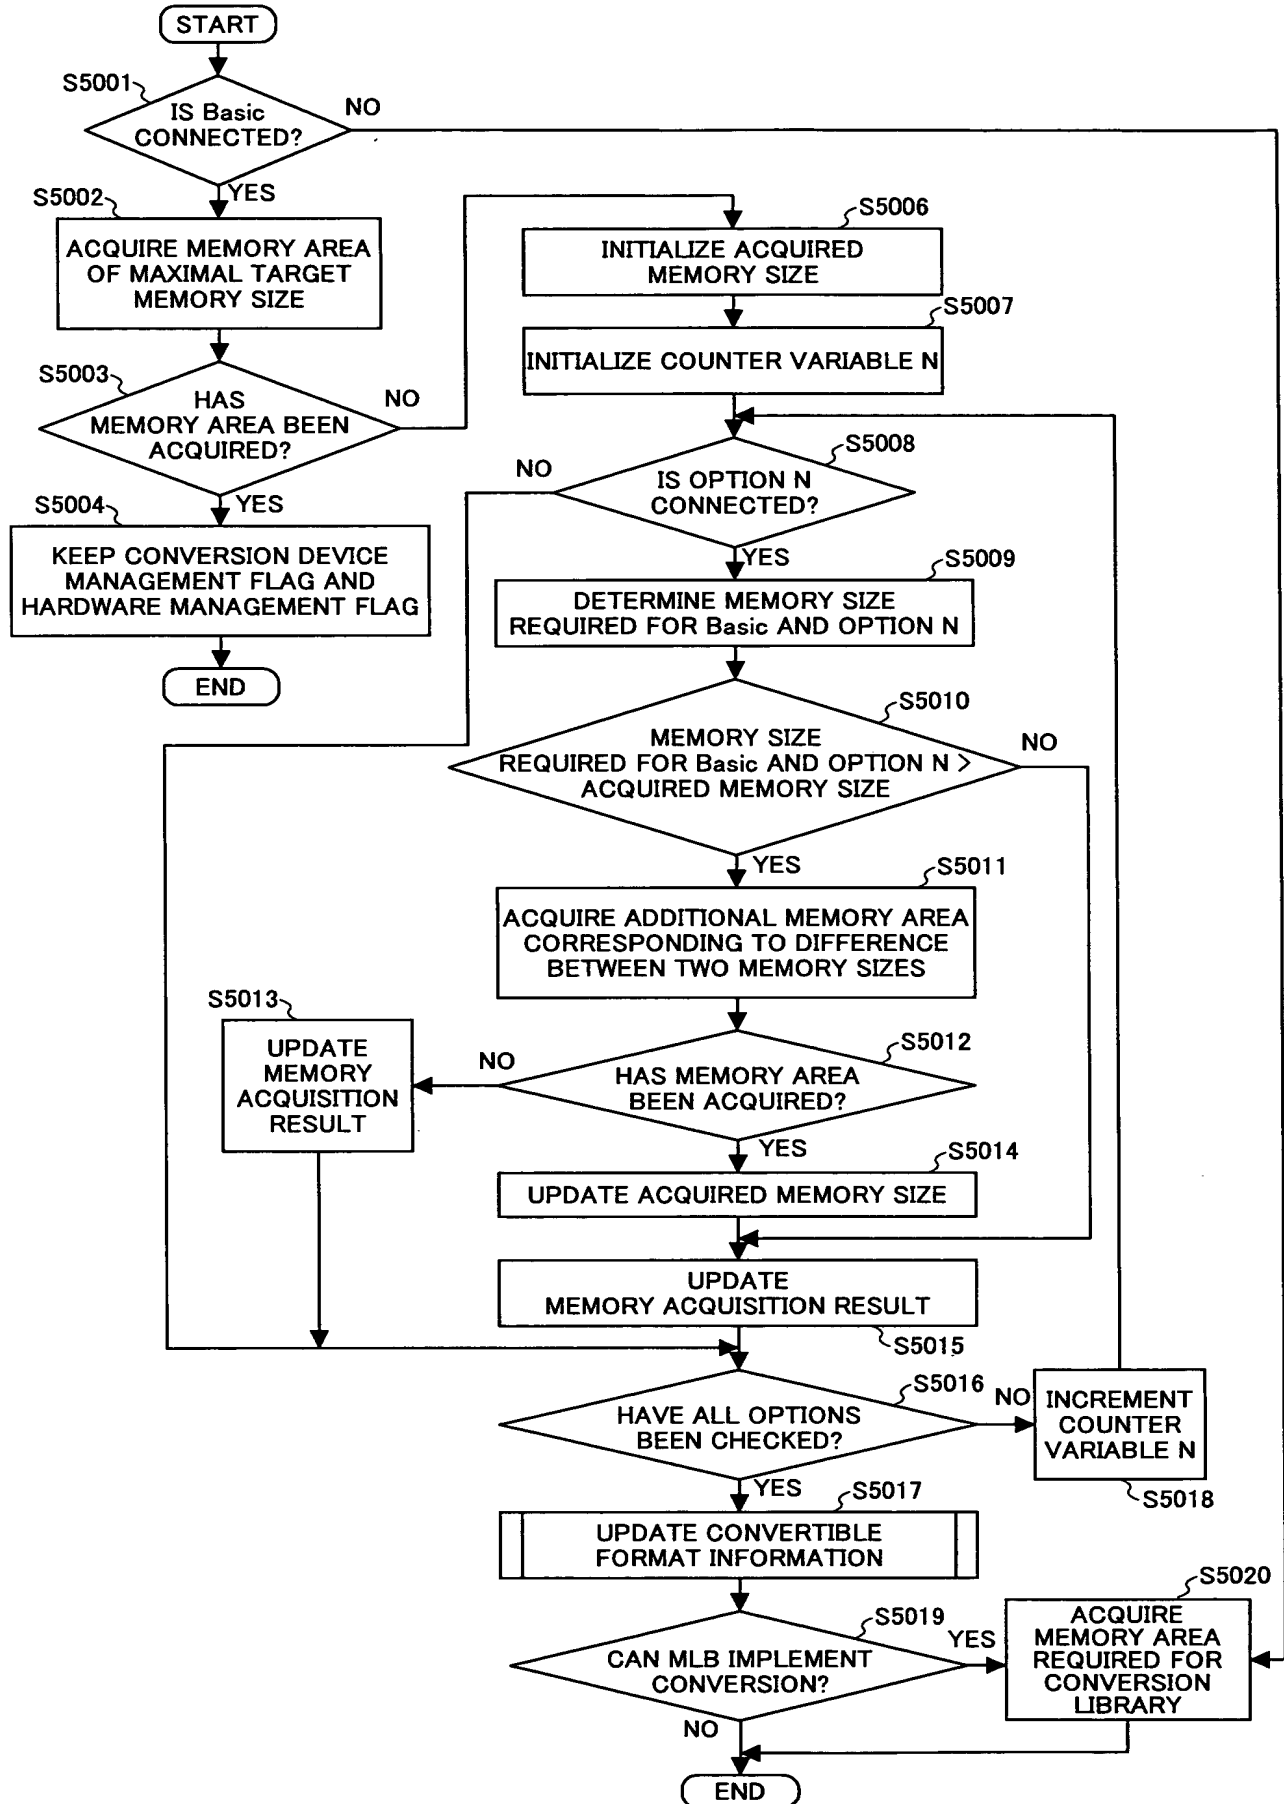 START
S5001
IS Basic
CONNECTED?
NO
YES
S5002
ACQUIRE MEMORY AREA
OF MAXIMAL TARGET
MEMORY SIZE
S5003
HAS
MEMORY AREA BEEN
ACQUIRED?
NO
YES
S5004
KEEP CONVERSION DEVICE
MANAGEMENT FLAG AND
HARDWARE MANAGEMENT FLAG
END
S5006
INITIALIZE ACQUIRED
MEMORY SIZE
S5007
INITIALIZE COUNTER VARIABLE N
S5008
IS OPTION N
CONNECTED?
NO
YES
S5009
DETERMINE MEMORY SIZE
REQUIRED FOR Basic AND OPTION N
S5010
MEMORY SIZE
REQUIRED FOR Basic AND OPTION N >
ACQUIRED MEMORY SIZE
NO
YES
S5011
ACQUIRE ADDITIONAL MEMORY AREA
CORRESPONDING TO DIFFERENCE
BETWEEN TWO MEMORY SIZES
S5012
HAS MEMORY AREA
BEEN ACQUIRED?
NO
S5013
UPDATE
MEMORY
ACQUISITION
RESULT
YES
S5014
UPDATE ACQUIRED MEMORY SIZE
UPDATE
MEMORY ACQUISITION RESULT
S5015
S5016
HAVE ALL OPTIONS
BEEN CHECKED?
NO
INCREMENT
COUNTER
VARIABLE N
S5018
YES
S5017
UPDATE CONVERTIBLE
FORMAT INFORMATION
S5019
CAN MLB IMPLEMENT
CONVERSION?
YES
S5020
ACQUIRE
MEMORY AREA
REQUIRED FOR
CONVERSION
LIBRARY
NO
END